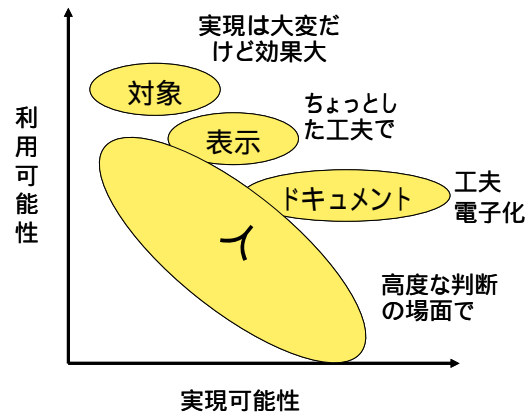 実現は大変だ
けど効果大
対象
ちょっとし
た工夫で
表示
利用可能性
ドキュメント
工夫
電子化
人
高度な判断
の場面で
実現可能性